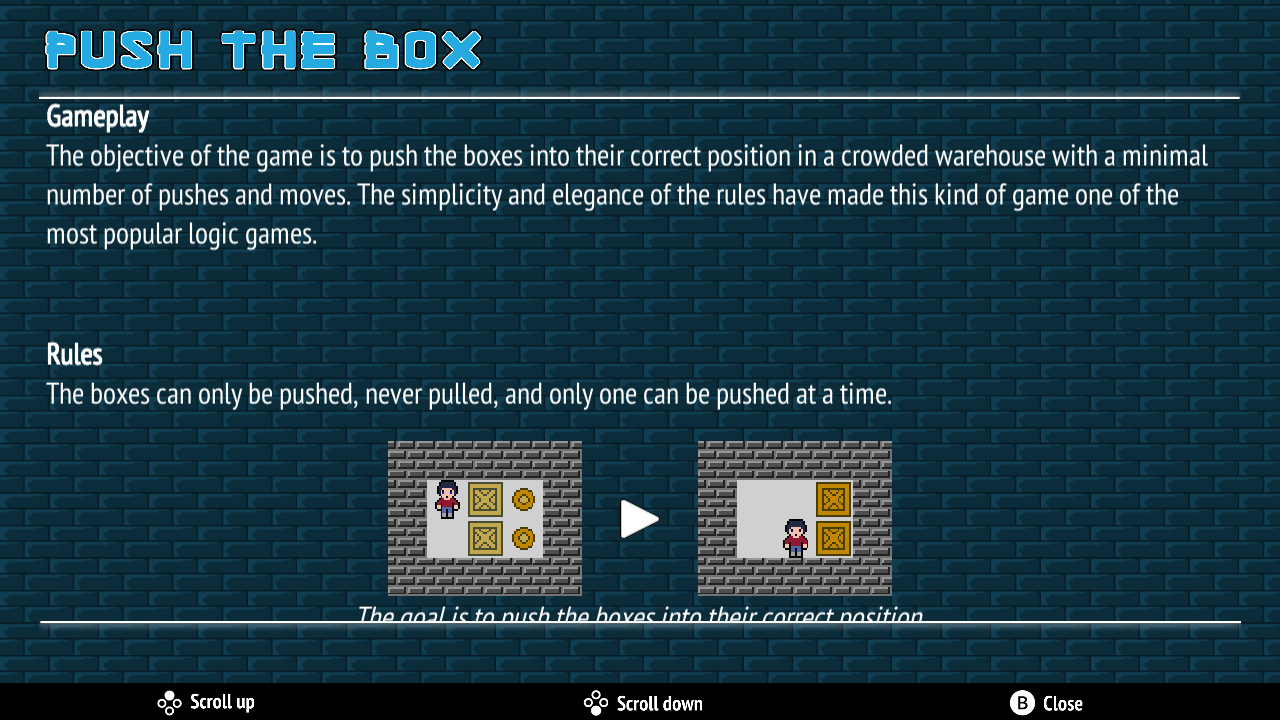 PUSH THE BOX
Gameplay
The objective of the game is to push the boxes into their correct position in a crowded warehouse with a minimal
number of pushes and moves. The simplicity and elegance of the rules have made this kind of game one of the
most popular logic games.
Rules
The boxes can only be pushed, never pulled, and only one can be pushed at a time.
The goal is to push the boxes into their correct position
Scroll up
Scroll down
B Close